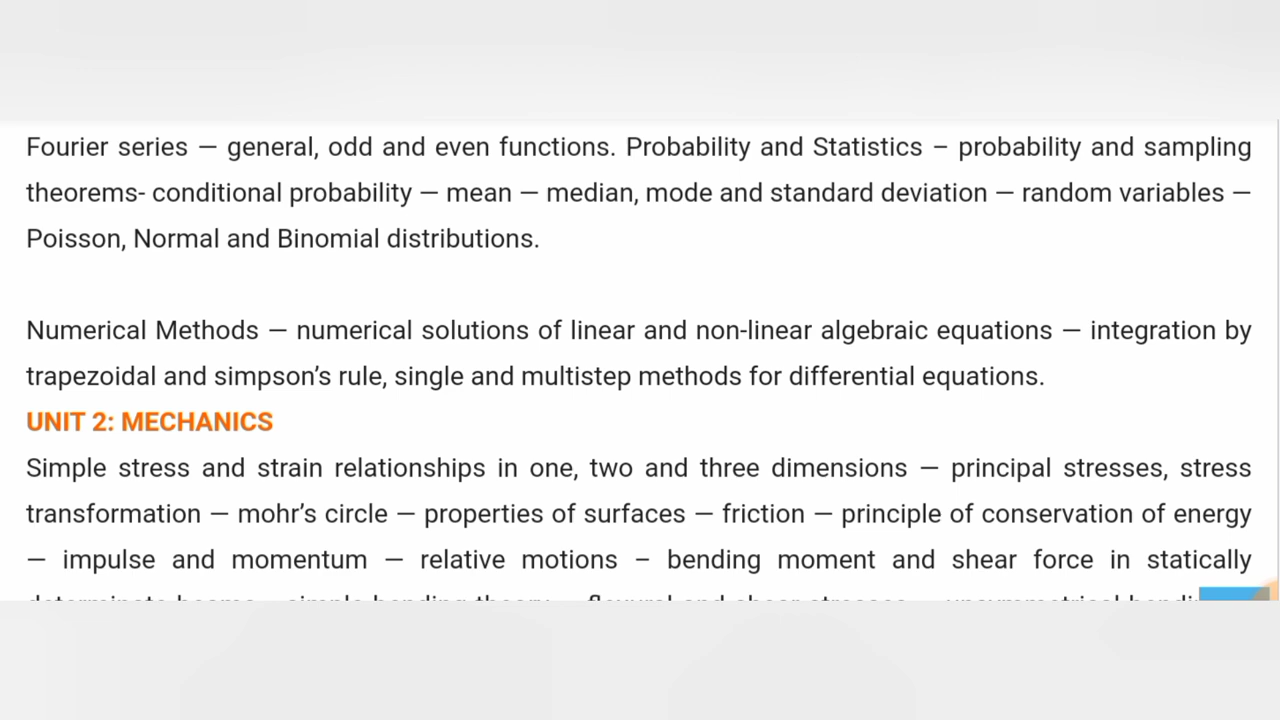 Fourier series — general, odd and even functions. Probability and Statistics – probability and sampling
theorems- conditional probability — mean — median, mode and standard deviation — random variables —
Poisson, Normal and Binomial distributions.
Numerical Methods — numerical solutions of linear and non-linear algebraic equations — integration by
trapezoidal and simpson’s rule, single and multistep methods for differential equations.
UNIT 2: MECHANICS
Simple stress and strain relationships in one, two and three dimensions — principal stresses, stress
transformation — mohr’s circle — properties of surfaces — friction — principle of conservation of energy
— impulse and momentum — relative motions – bending moment and shear force in statically